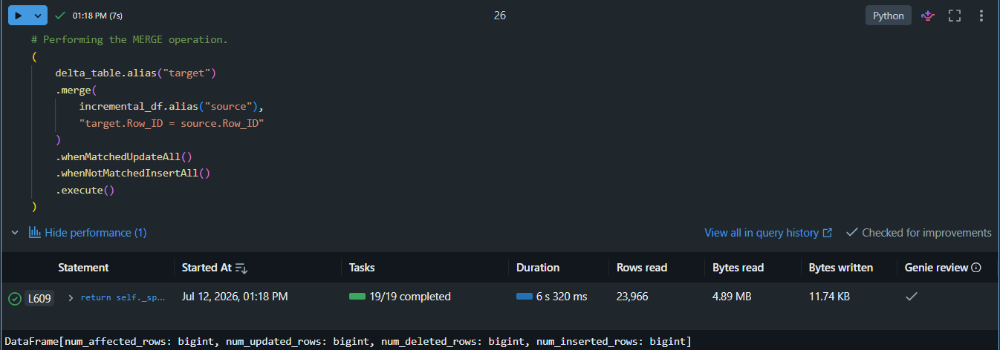 01:18 PM (7s)
26
Python
# Performing the MERGE operation.
(
    delta_table.alias("target")
    .merge(
        incremental_df.alias("source"),
        "target.Row_ID = source.Row_ID"
    )
    .whenMatchedUpdateAll()
    .whenNotMatchedInsertAll()
    .execute()
)
Hide performance (1)
View all in query history
Checked for improvements
Statement Started At Tasks Duration Rows read Bytes read Bytes written Genie review
L609 return self._sp... Jul 12, 2026, 01:18 PM 19/19 completed 6 s 320 ms 23,966 4.89 MB 11.74 KB
DataFrame[num_affected_rows: bigint, num_updated_rows: bigint, num_deleted_rows: bigint, num_inserted_rows: bigint]